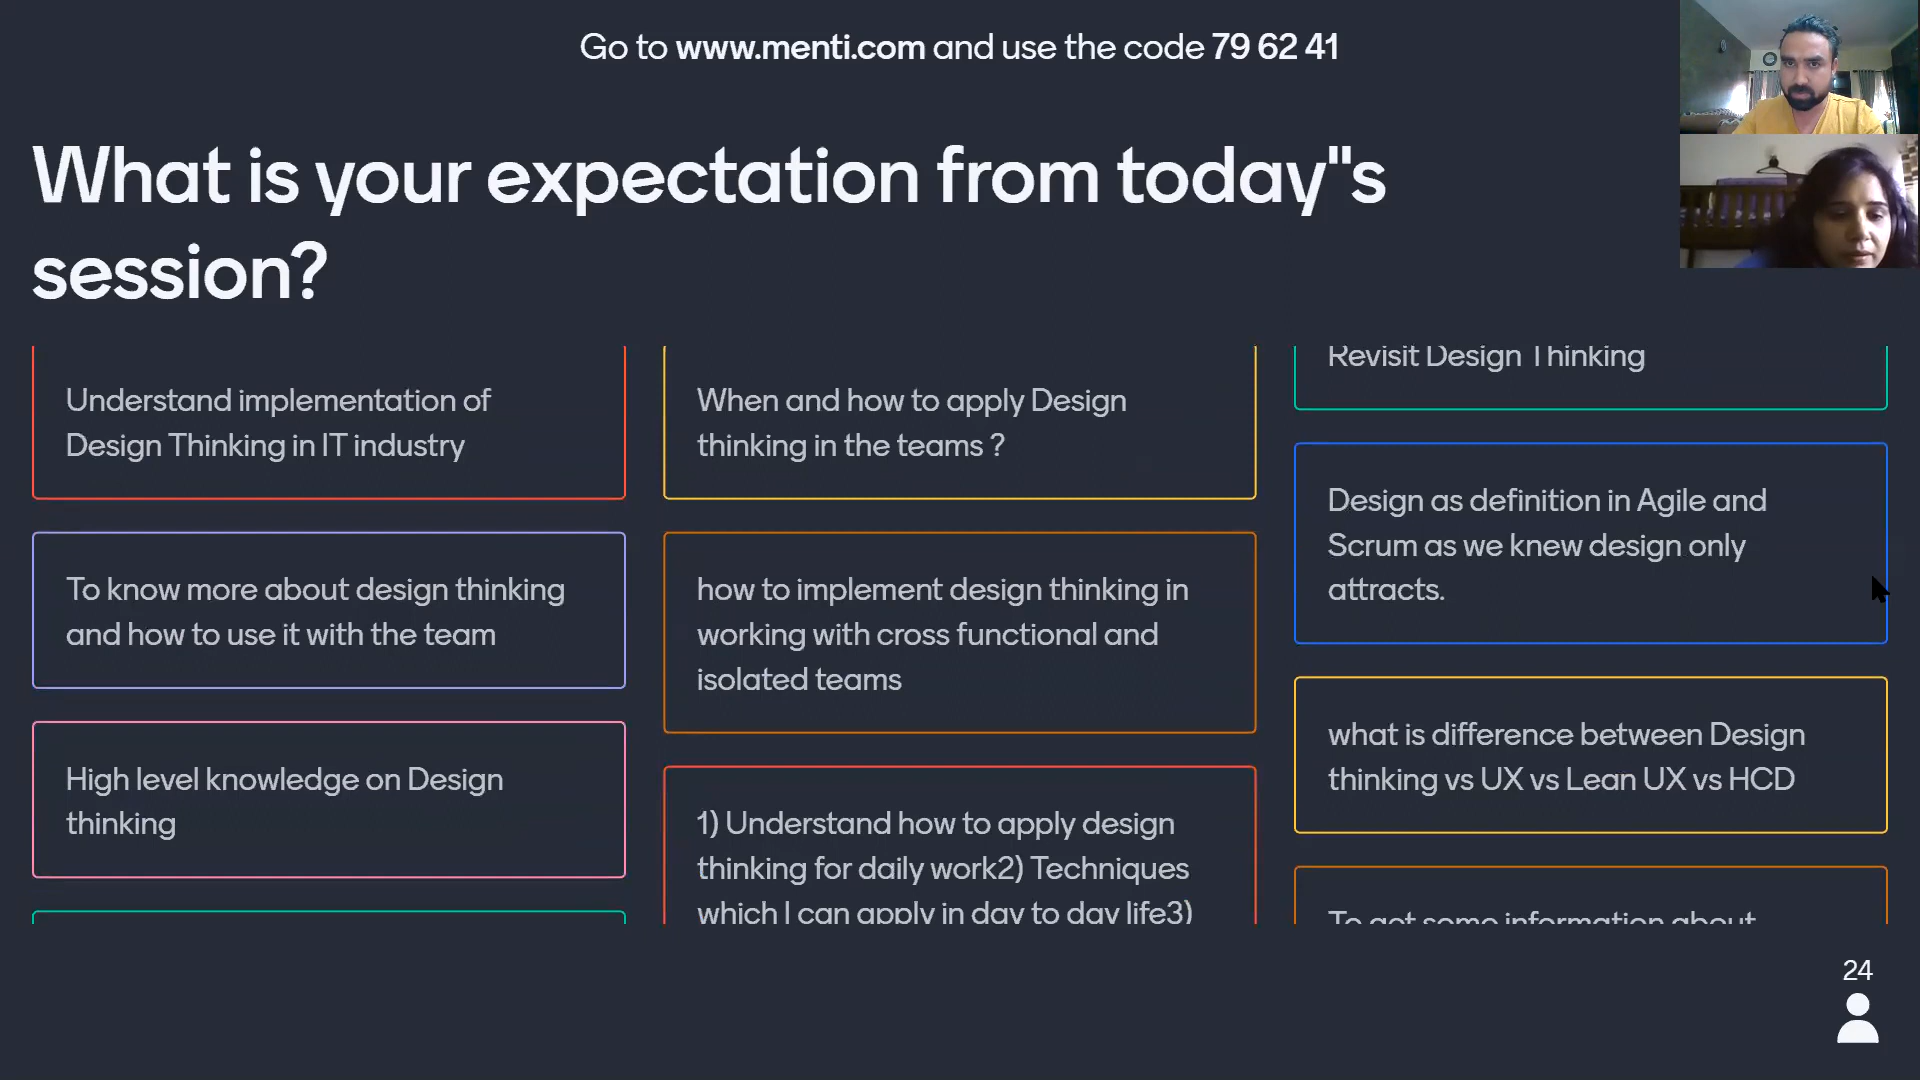 Go to www.menti.com and use the code 79 62 41
What is your expectation from today"s
session?
Understand implementation of
Design Thinking in IT industry
To know more about design thinking
and how to use it with the team
High level knowledge on Design
thinking
When and how to apply Design
thinking in the teams ?
how to implement design thinking in
working with cross functional and
isolated teams
1) Understand how to apply design
thinking for daily work2) Techniques
which I can apply in day to day life3)
Revisit Design Thinking
Design as definition in Agile and
Scrum as we knew design only
attracts.
what is difference between Design
thinking vs UX vs Lean UX vs HCD
To get some information about
24